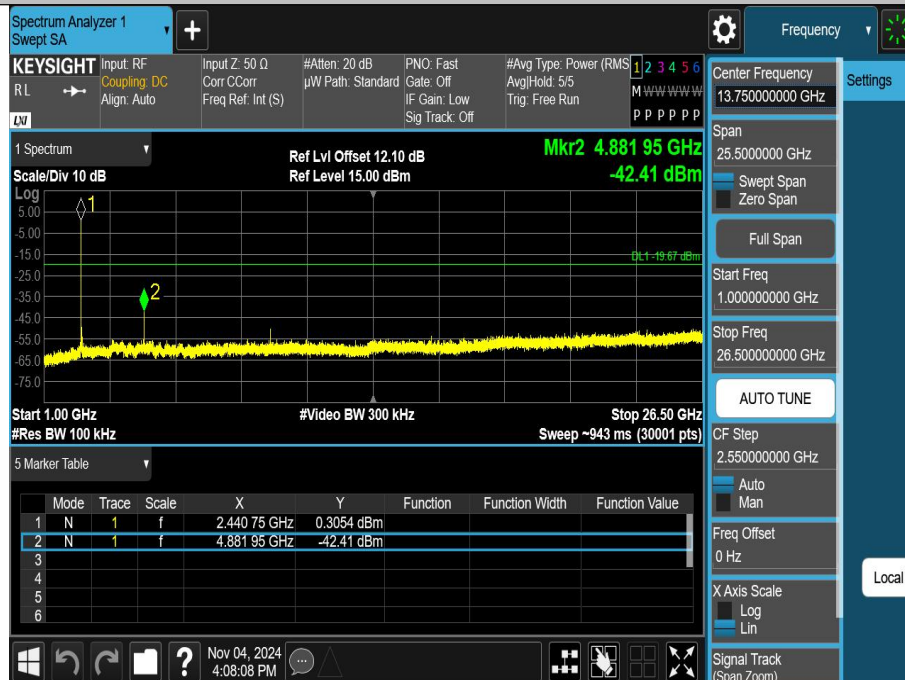 Spectrum Analyzer 1
Swept SA
+
Frequency
KEYSIGHT
RL
LXI
Input: RF
Coupling: DC
Align: Auto
Input Z: 50 Ω
Corr CCorr
Freq Ref: Int (S)
#Atten: 20 dB
µW Path: Standard
PNO: Fast
Gate: Off
IF Gain: Low
Sig Track: Off
#Avg Type: Power (RMS
Avg|Hold: 5/5
Trig: Free Run
1 2 3 4 5 6
M W W W W W
P P P P P P
1 Spectrum
Scale/Div 10 dB
Ref Lvl Offset 12.10 dB
Ref Level 15.00 dBm
Mkr2 4.881 95 GHz
-42.41 dBm
Log
5.00
-5.00
-15.0
-25.0
-35.0
-45.0
-55.0
-65.0
-75.0
1
2
DL1 -19.67 dBm
Start 1.00 GHz
#Res BW 100 kHz
#Video BW 300 kHz
Stop 26.50 GHz
Sweep ~943 ms (30001 pts)
5 Marker Table
Mode Trace Scale X Y Function Function Width Function Value
1 N 1 f 2.440 75 GHz 0.3054 dBm
2 N 1 f 4.881 95 GHz -42.41 dBm
3
4
5
6
?
Nov 04, 2024
4:08:08 PM
Center Frequency
13.750000000 GHz
Settings
Span
25.5000000 GHz
Swept Span
Zero Span
Full Span
Start Freq
1.000000000 GHz
Stop Freq
26.500000000 GHz
AUTO TUNE
CF Step
2.550000000 GHz
Auto
Man
Freq Offset
0 Hz
Local
X Axis Scale
Log
Lin
Signal Track
(Span Zoom)